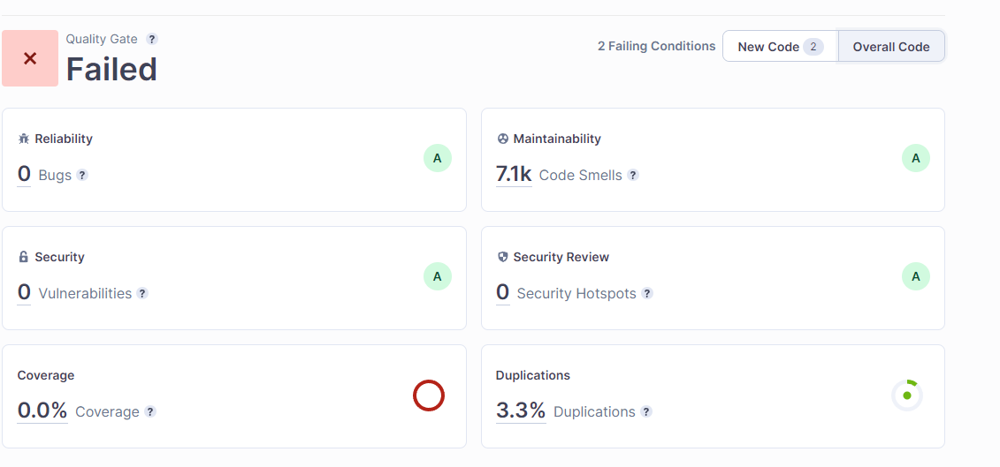 Quality Gate ?
Failed
2 Failing Conditions New Code 2 Overall Code
Reliability
0 Bugs ?
A
Maintainability
7.1k Code Smells ?
A
Security
0 Vulnerabilities ?
A
Security Review
0 Security Hotspots ?
A
Coverage
0.0% Coverage ?
Duplications
3.3% Duplications ?